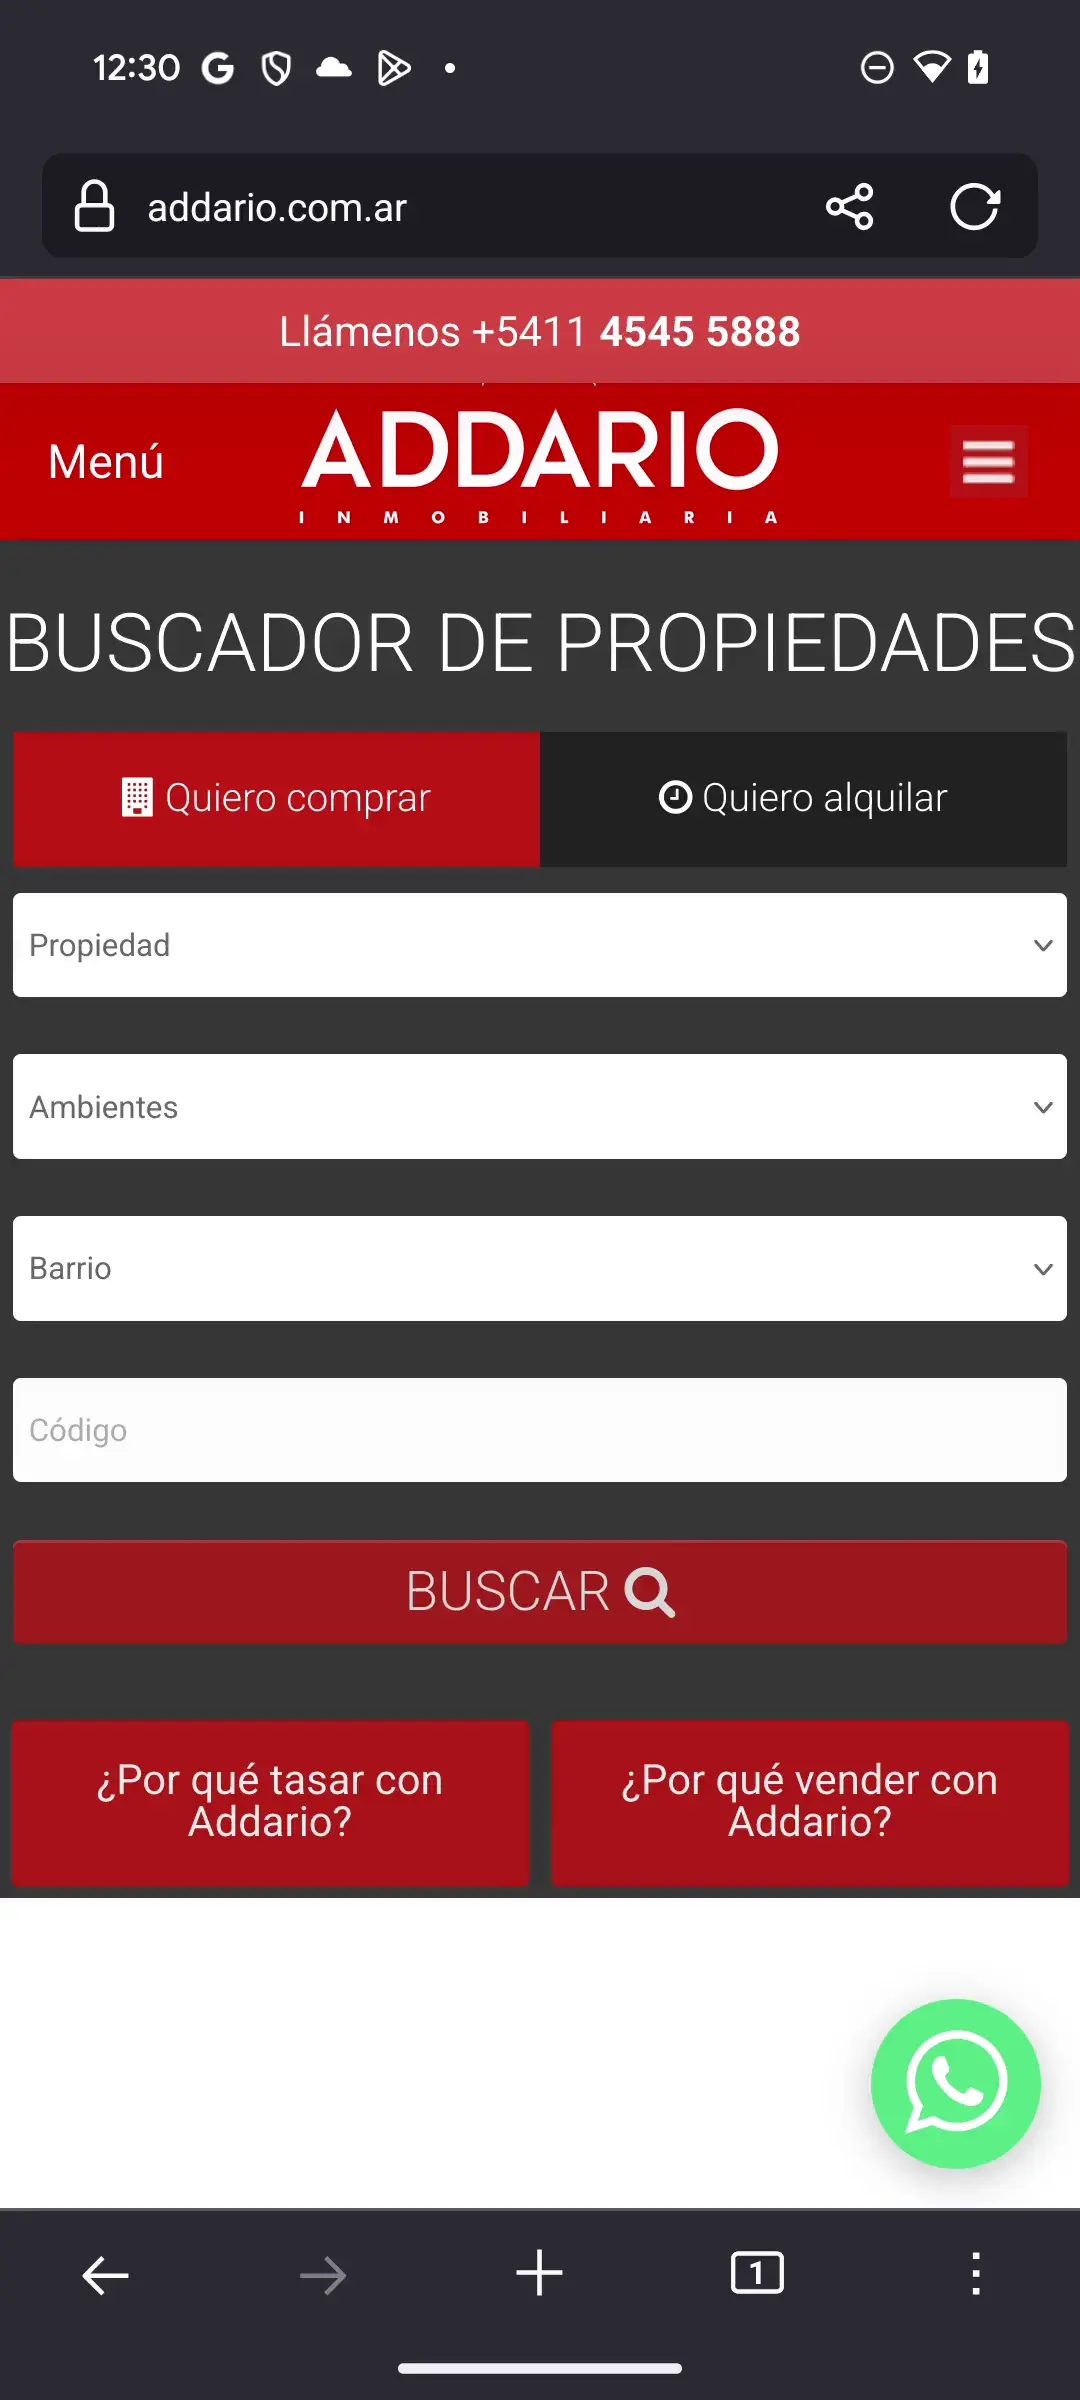 12:30
addario.com.ar
Llámenos +5411 4545 5888
Menú
ADDARIO
INMOBILIARIA
BUSCADOR DE PROPIEDADES
Quiero comprar
Quiero alquilar
Propiedad
Ambientes
Barrio
Código
BUSCAR
¿Por qué tasar con
Addario?
¿Por qué vender con
Addario?
1